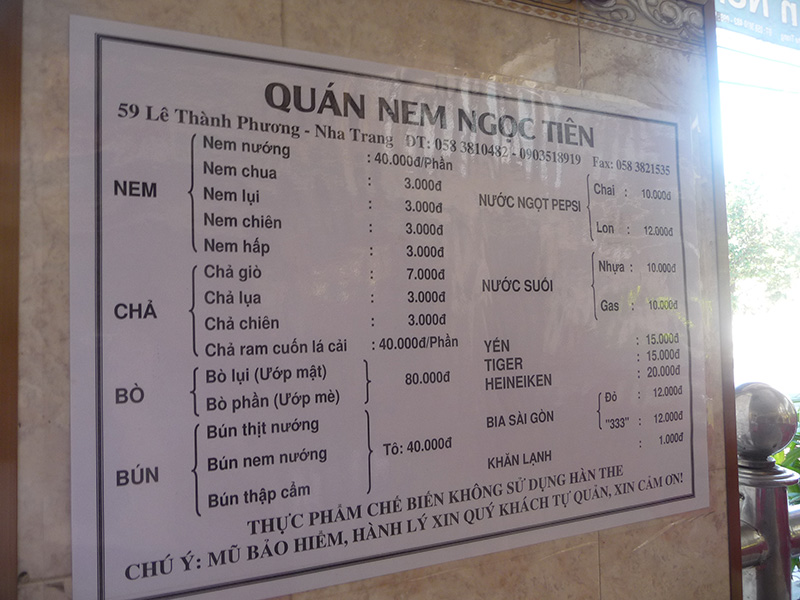 QUÁN NEM NGỌC TIÊN
59 Lê Thành Phương - Nha Trang ĐT: 058 3810482 - 0903518919 Fax: 058 3821535
NEM
Nem nướng : 40.000đ/Phần
Nem chua : 3.000đ
Nem lụi : 3.000đ
Nem chiên : 3.000đ
Nem hấp : 3.000đ
CHẢ
Chả giò : 7.000đ
Chả lụa : 3.000đ
Chả chiên : 3.000đ
Chả ram cuốn lá cải : 40.000đ/Phần
BÒ
Bò lụi (Ướp mật)
Bò phần (Ướp mè)
80.000đ
BÚN
Bún thịt nướng
Bún nem nướng
Bún thập cẩm
Tô: 40.000đ
NƯỚC NGỌT PEPSI
Chai : 10.000đ
Lon : 12.000đ
NƯỚC SUỐI
Nhựa : 10.000đ
Gas : 10.000đ
YẾN : 15.000đ
TIGER : 15.000đ
HEINEIKEN : 20.000đ
BIA SÀI GÒN
Đỏ : 12.000đ
"333" : 12.000đ
KHĂN LẠNH : 1.000đ
THỰC PHẨM CHẾ BIẾN KHÔNG SỬ DỤNG HÀN THE
CHÚ Ý: MŨ BẢO HIỂM, HÀNH LÝ XIN QUÝ KHÁCH TỰ QUẢN, XIN CẢM ƠN!